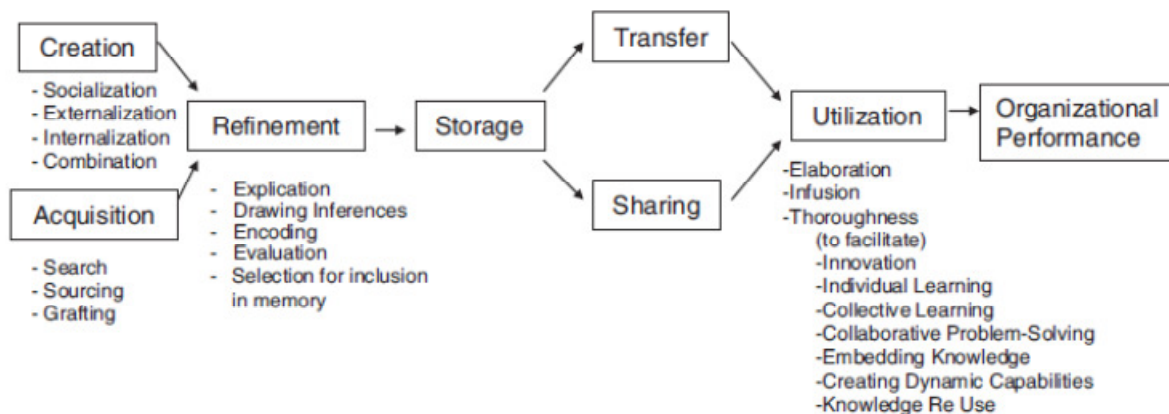 Creation
- Socialization
- Externalization
- Internalization
- Combination
Acquisition
- Search
- Sourcing
- Grafting
Refinement
- Explication
- Drawing Inferences
- Encoding
- Evaluation
- Selection for inclusion
in memory
Storage
Transfer
Sharing
Utilization
-Elaboration
-Infusion
-Thoroughness
(to facilitate)
-Innovation
-Individual Learning
-Collective Learning
-Collaborative Problem-Solving
-Embedding Knowledge
-Creating Dynamic Capabilities
-Knowledge Re Use
Organizational
Performance